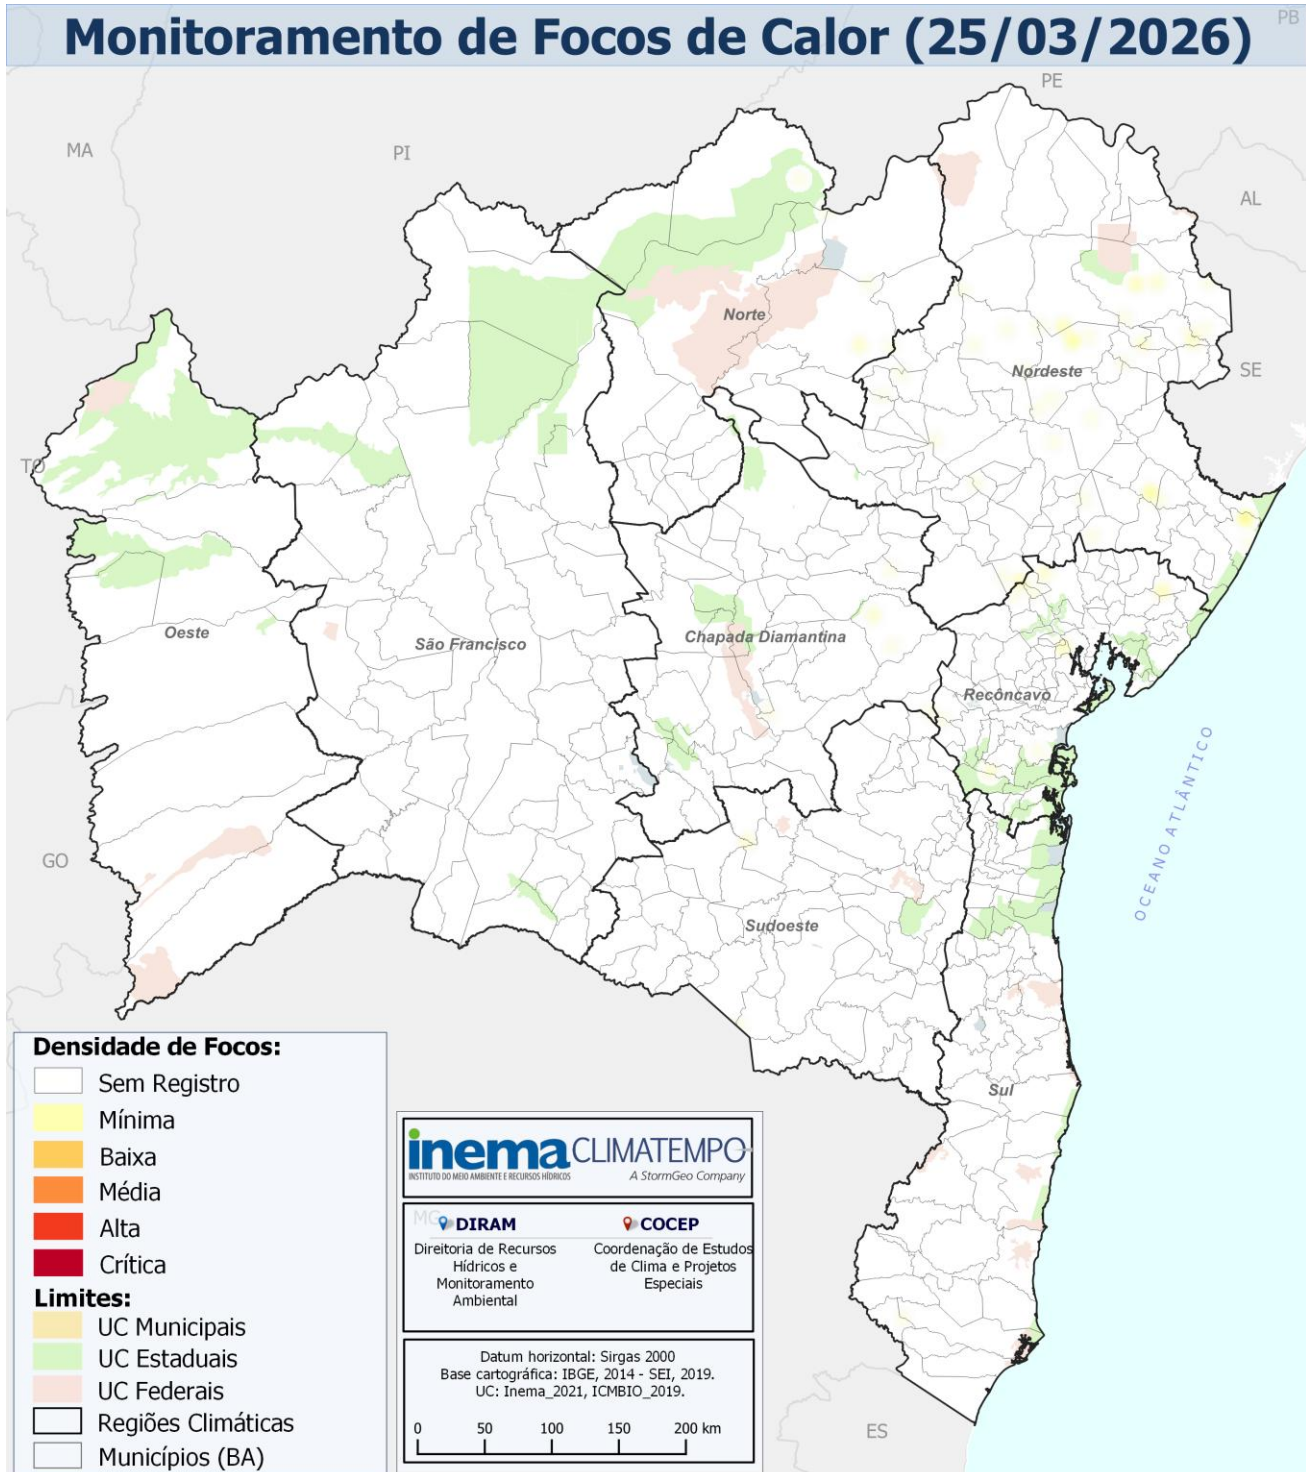 Monitoramento de Focos de Calor (25/03/2026)
PB
PE
MA
PI
AL
Norte
Nordeste
SE
TO
Oeste
São Francisco
Chapada Diamantina
Recôncavo
OCEANO ATLÂNTICO
GO
Sudoeste
Sul
Densidade de Focos:
Sem Registro
Mínima
Baixa
Média
Alta
Crítica
Limites:
UC Municipais
UC Estaduais
UC Federais
Regiões Climáticas
Municípios (BA)
inema CLIMATEMPO
INSTITUTO DO MEIO AMBIENTE E RECURSOS HÍDRICOS
A StormGeo Company
MG
DIRAM
Direitoria de Recursos
Hídricos e
Monitoramento
Ambiental
COCEP
Coordenação de Estudos
de Clima e Projetos
Especiais
Datum horizontal: Sirgas 2000
Base cartográfica: IBGE, 2014 - SEI, 2019.
UC: Inema_2021, ICMBIO_2019.
0 50 100 150 200 km
ES